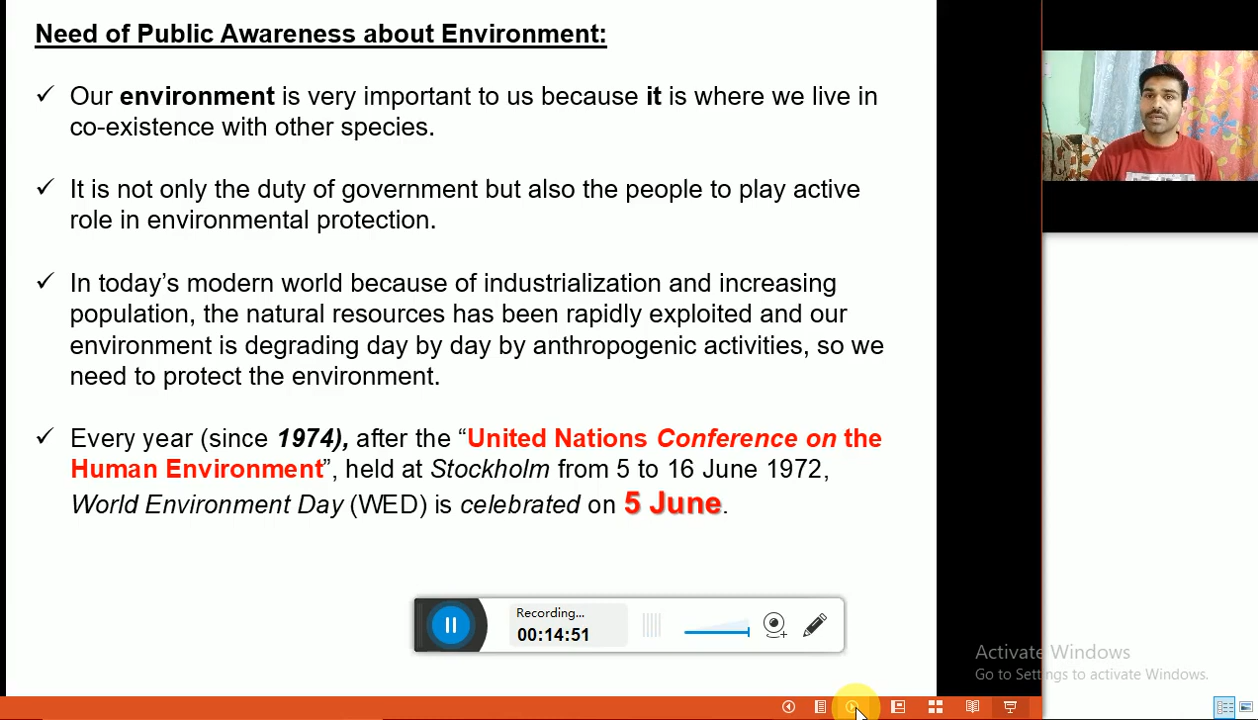 Need of Public Awareness about Environment:
✓ Our environment is very important to us because it is where we live in
co-existence with other species.
✓ It is not only the duty of government but also the people to play active
role in environmental protection.
✓ In today’s modern world because of industrialization and increasing
population, the natural resources has been rapidly exploited and our
environment is degrading day by day by anthropogenic activities, so we
need to protect the environment.
✓ Every year (since 1974), after the “United Nations Conference on the
Human Environment”, held at Stockholm from 5 to 16 June 1972,
World Environment Day (WED) is celebrated on 5 June.
Recording...
00:14:51
Activate Windows
Go to Settings to activate Windows.